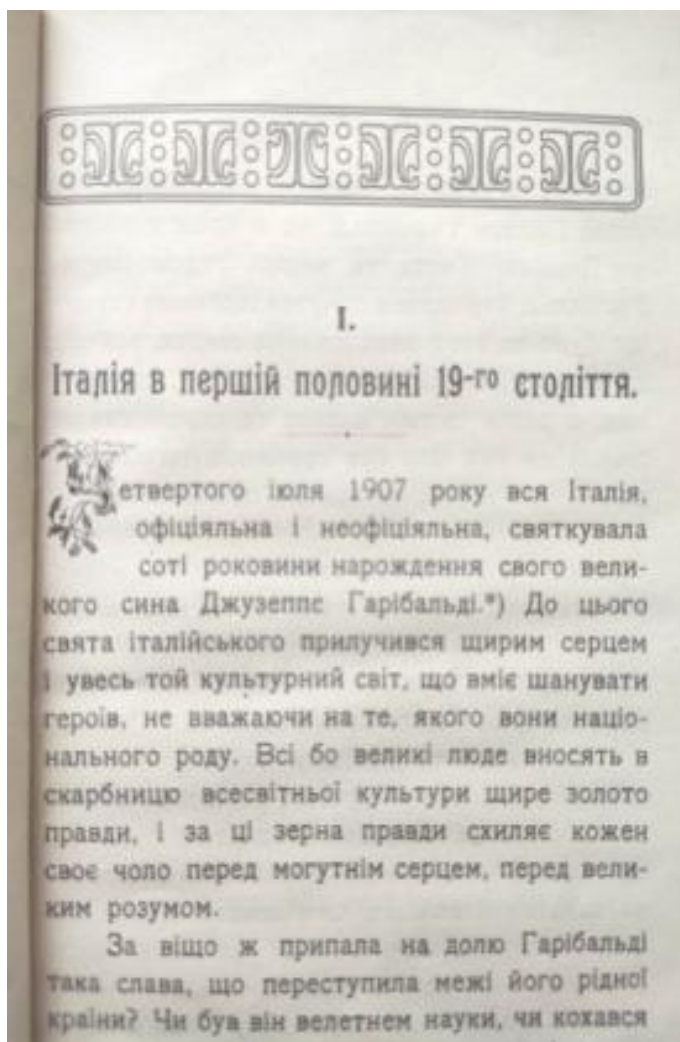 І.
Італія в першій половині 19-го століття.
Четвертого іюля 1907 року вся Італія,
офіціяльна і неофіціяльна, святкувала
соті роковини нарождення свого вели-
кого сина Джузеппе Гарібальді.*) До цього
свята італійського прилучився щирим серцем
і увесь той культурний світ, що вміє шанувати
героїв, не вважаючи на те, якого вони націо-
нального роду. Всі бо великі люде вносять в
скарбницю всесвітньої культури щире золото
правди, і за ці зерна правди схиляє кожен
своє чоло перед могутнім серцем, перед вели-
ким розумом.
За віщо ж припала на долю Гарібальді
така слава, що переступила межі його рідної
країни? Чи був він велетнем науки, чи кохався